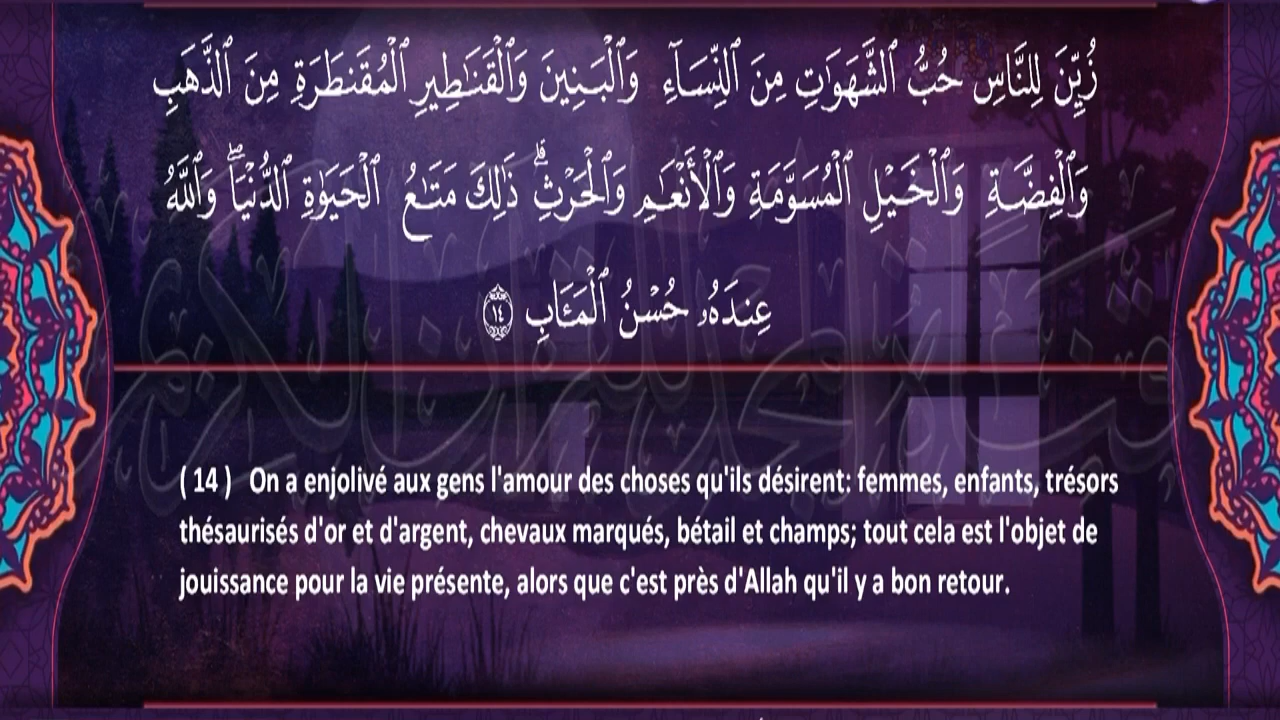 زُيِّنَ لِلنَّاسِ حُبُّ ٱلشَّهَوَٰتِ مِنَ ٱلنِّسَآءِ وَٱلْبَنِينَ وَٱلْقَنَٰطِيرِ ٱلْمُقَنطَرَةِ مِنَ ٱلذَّهَبِ
وَٱلْفِضَّةِ وَٱلْخَيْلِ ٱلْمُسَوَّمَةِ وَٱلْأَنْعَٰمِ وَٱلْحَرْثِ ۗ ذَٰلِكَ مَتَٰعُ ٱلْحَيَوٰةِ ٱلدُّنْيَا ۖ وَٱللَّهُ
عِندَهُۥ حُسْنُ ٱلْمَـَٔابِ ١٤
( 14 ) On a enjolivé aux gens l'amour des choses qu'ils désirent: femmes, enfants, trésors
thésaurisés d'or et d'argent, chevaux marqués, bétail et champs; tout cela est l'objet de
jouissance pour la vie présente, alors que c'est près d'Allah qu'il y a bon retour.